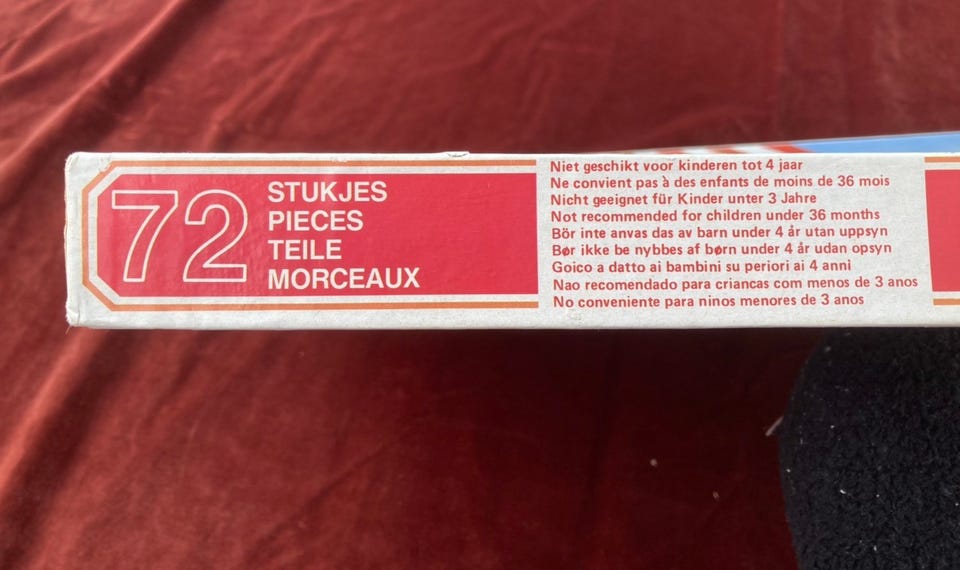 72
STUKJES
PIECES
TEILE
MORCEAUX
Niet geschikt voor kinderen tot 4 jaar
Ne convient pas à des enfants de moins de 36 mois
Nicht geeignet für Kinder unter 3 Jahre
Not recommended for children under 36 months
Bör inte anvas das av barn under 4 år utan uppsyn
Bør ikke be nybbes af børn under 4 år udan opsyn
Goico a datto ai bambini su periori ai 4 anni
Nao recomendado para criancas com menos de 3 anos
No conveniente para ninos menores de 3 anos